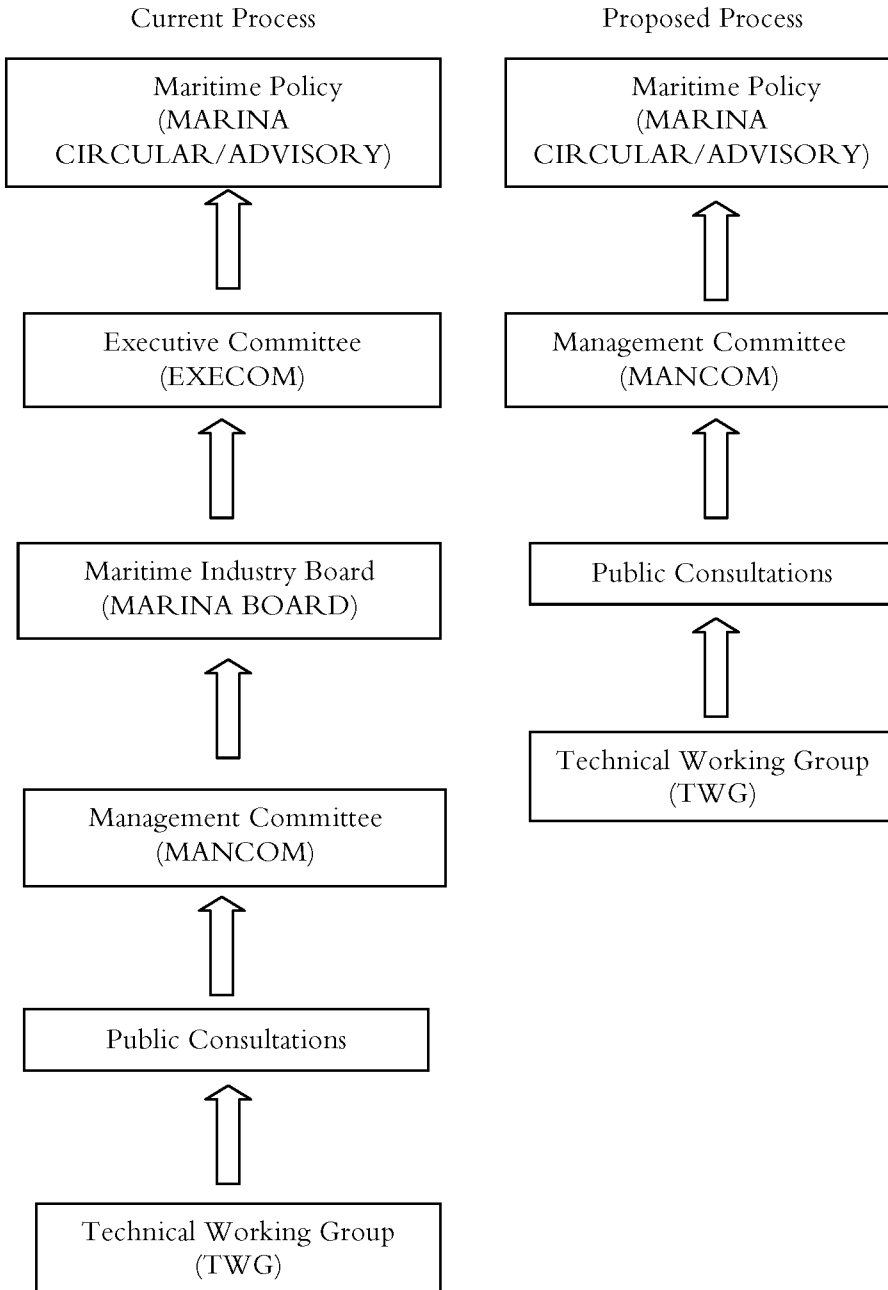 Current Process
Maritime Policy
(MARINA
CIRCULAR/ADVISORY)
Executive Committee
(EXECOM)
Maritime Industry Board
(MARINA BOARD)
Management Committee
(MANCOM)
Public Consultations
Technical Working Group
(TWG)
Proposed Process
Maritime Policy
(MARINA
CIRCULAR/ADVISORY)
Management Committee
(MANCOM)
Public Consultations
Technical Working Group
(TWG)